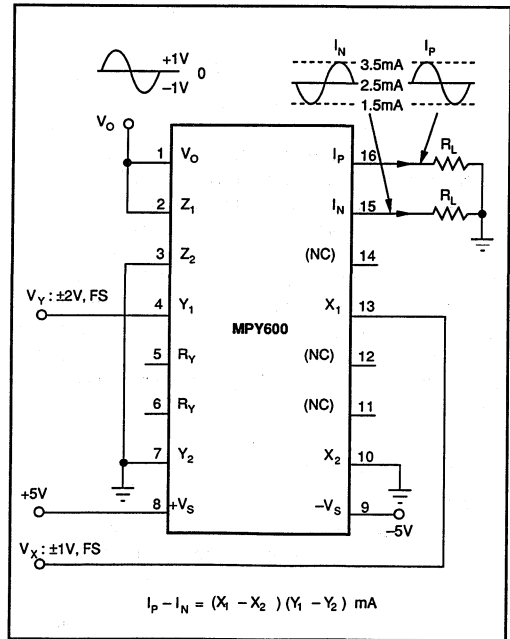 +1V
0
−1V
I_N
I_P
3.5mA
2.5mA
1.5mA
V_O
1
V_O
I_P
16
R_L
2
Z_1
I_N
15
R_L
3
Z_2
(NC)
14
V_Y : ±2V, FS
4
Y_1
X_1
13
MPY600
5
R_Y
(NC)
12
6
R_Y
(NC)
11
7
Y_2
X_2
10
+5V
8
+V_S
−V_S
9
−5V
V_X : ±1V, FS
I_P − I_N = (X_1 − X_2 ) (Y_1 − Y_2) mA